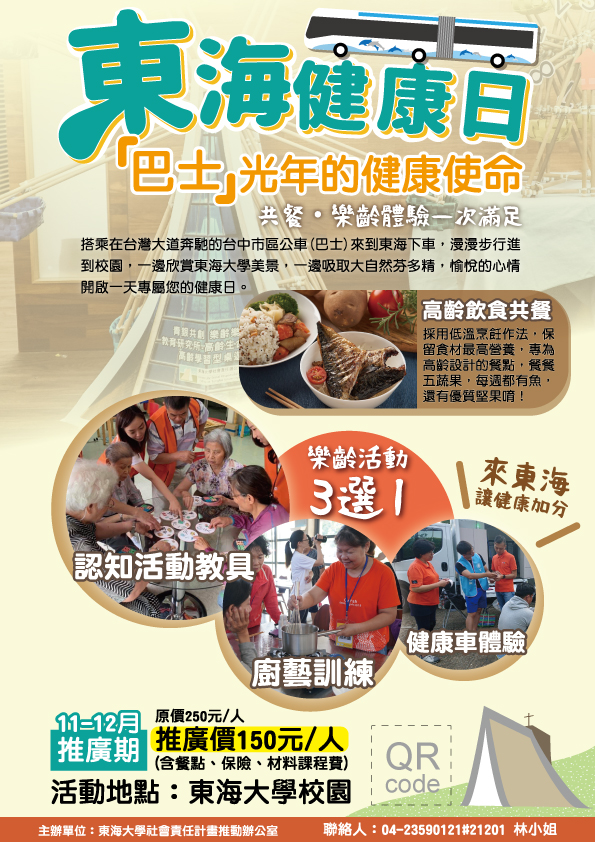 東海健康日
「巴士」光年的健康使命
共餐・樂齡體驗一次滿足
搭乘在台灣大道奔馳的台中市區公車(巴士)來到東海下車，漫漫步行進
到校園，一邊欣賞東海大學美景，一邊吸取大自然芬多精，愉悅的心情
開啟一天專屬您的健康日。
高齡飲食共餐
採用低溫烹飪作法，保
留食材最高營養，專為
高齡設計的餐點，餐餐
五蔬果，每週都有魚，
還有優質堅果唷！
樂齡活動
3選1
來東海
讓健康加分
認知活動教具
廚藝訓練
健康車體驗
11-12月
推廣期
原價250元/人
推廣價150元/人
(含餐點、保險、材料課程費)
活動地點：東海大學校園
QR
code
主辦單位：東海大學社會責任計畫推動辦公室
聯絡人：04-23590121#21201 林小姐